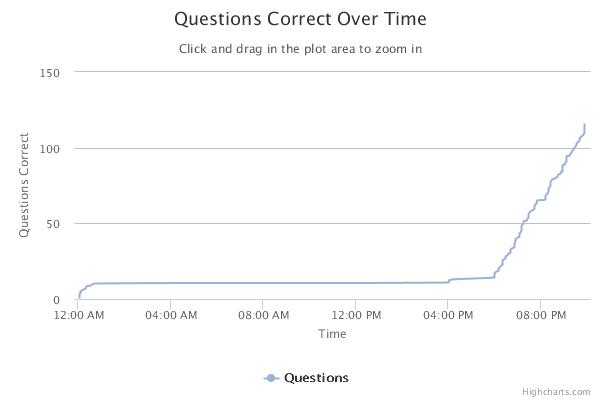 Questions Correct Over Time
Click and drag in the plot area to zoom in
Questions Correct
150
100
50
0
12:00 AM 04:00 AM 08:00 AM 12:00 PM 04:00 PM 08:00 PM
Time
Questions
Highcharts.com